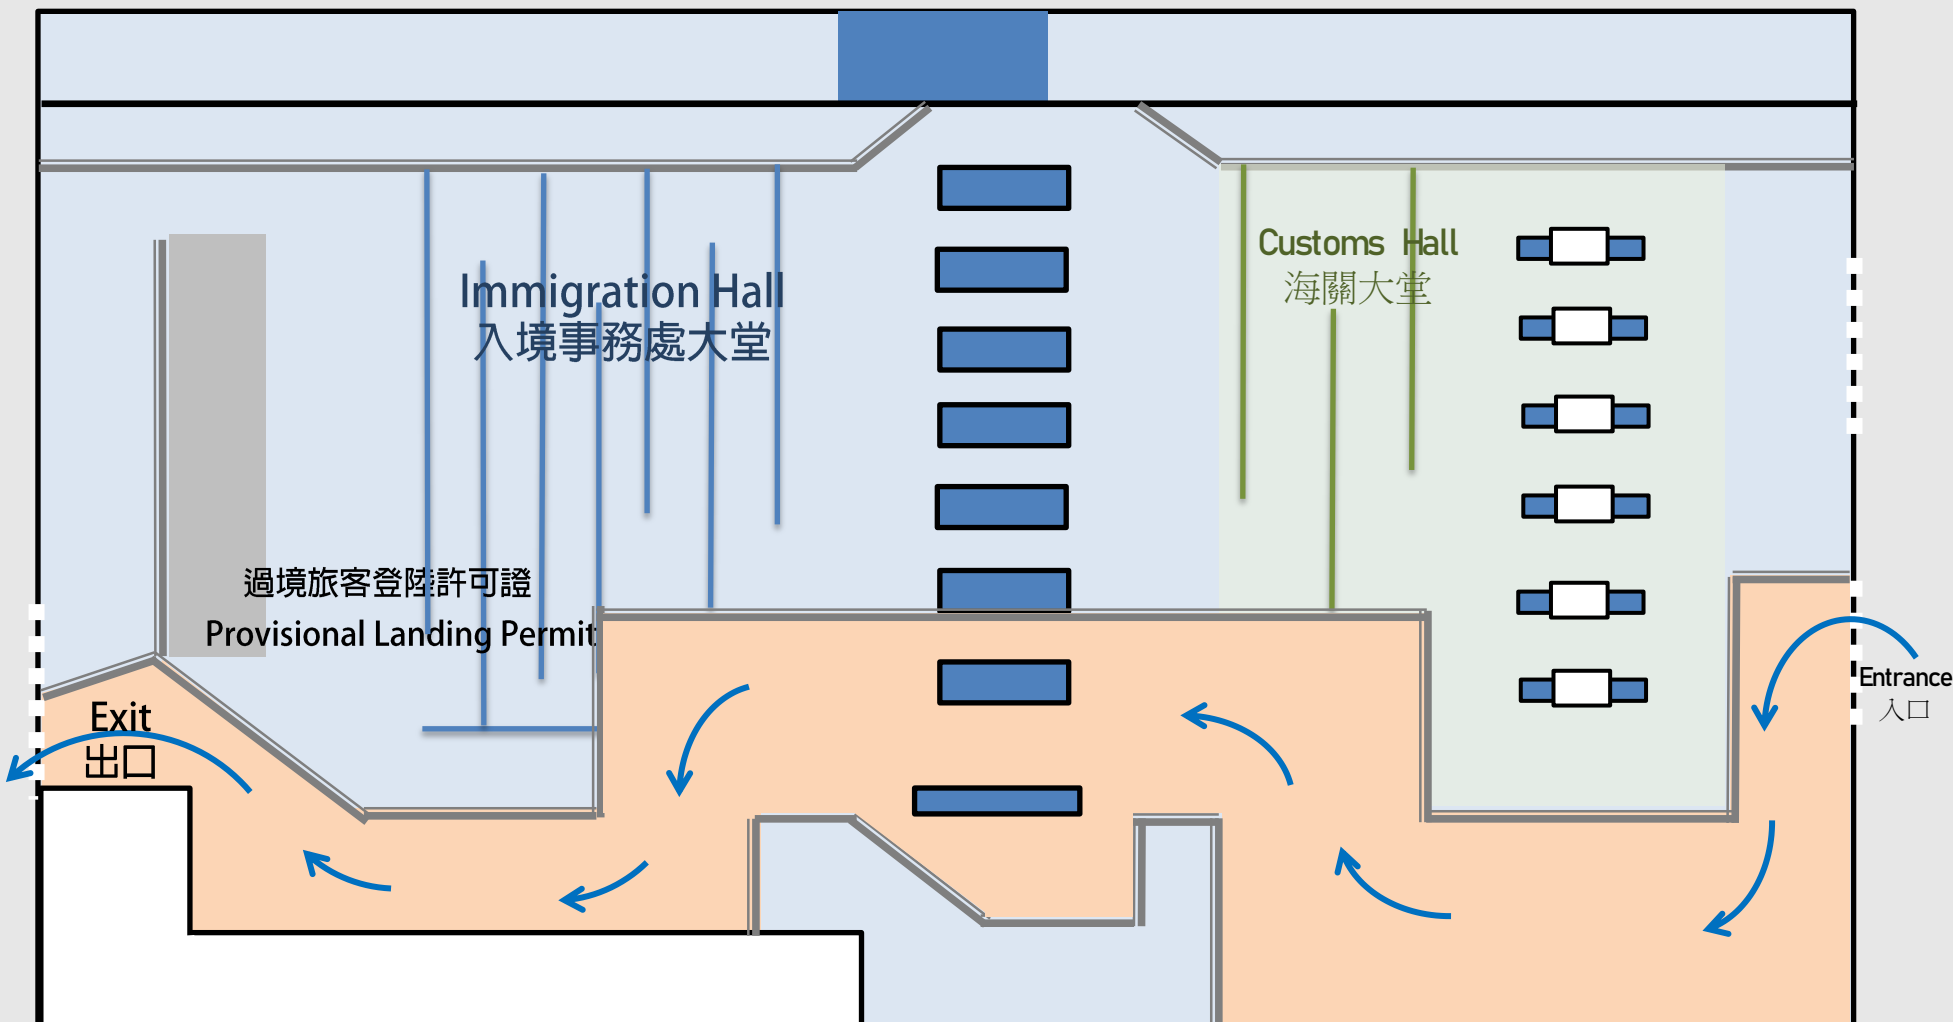 Customs Hall
海關大堂
Immigration Hall
入境事務處大堂
過境旅客登陸許可證
Provisional Landing Permit
Entrance
入口
Exit
出口